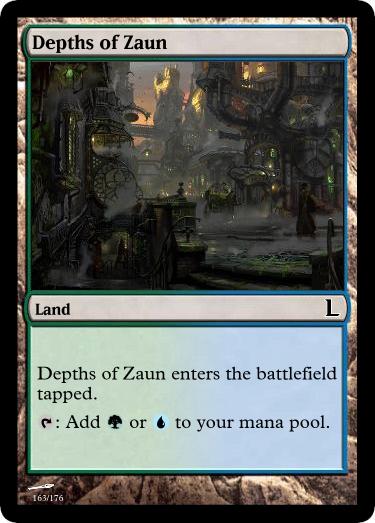 Depths of Zaun
Land L
Depths of Zaun enters the battlefield
tapped.
: Add or to your mana pool.
163/176